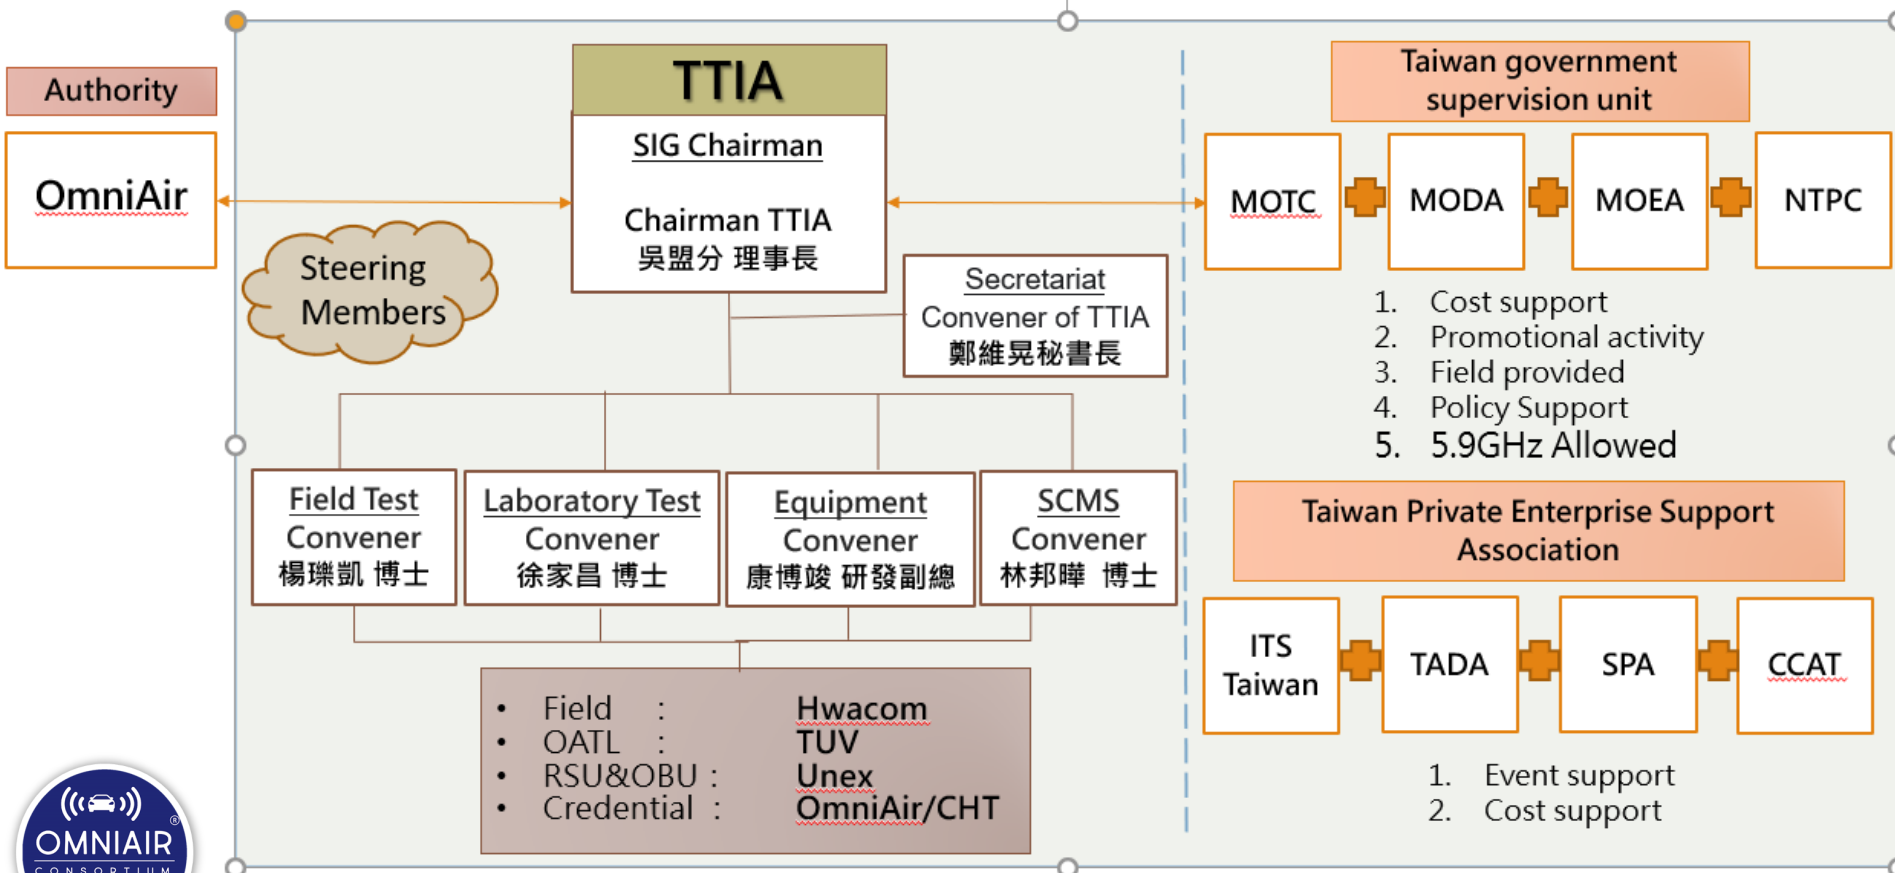 Authority
OmniAir
Steering
Members
TTIA
SIG Chairman
Chairman TTIA
吳盟分 理事長
Secretariat
Convener of TTIA
鄭維晃秘書長
Field Test
Convener
楊瓅凱 博士
Laboratory Test
Convener
徐家昌 博士
Equipment
Convener
康博竣 研發副總
SCMS
Convener
林邦曄 博士
• Field : Hwacom
• OATL : TUV
• RSU&OBU : Unex
• Credential : OmniAir/CHT
Taiwan government
supervision unit
MOTC
MODA
MOEA
NTPC
1. Cost support
2. Promotional activity
3. Field provided
4. Policy Support
5. 5.9GHz Allowed
Taiwan Private Enterprise Support
Association
ITS
Taiwan
TADA
SPA
CCAT
1. Event support
2. Cost support
OMNIAIR®
CONSORTIUM